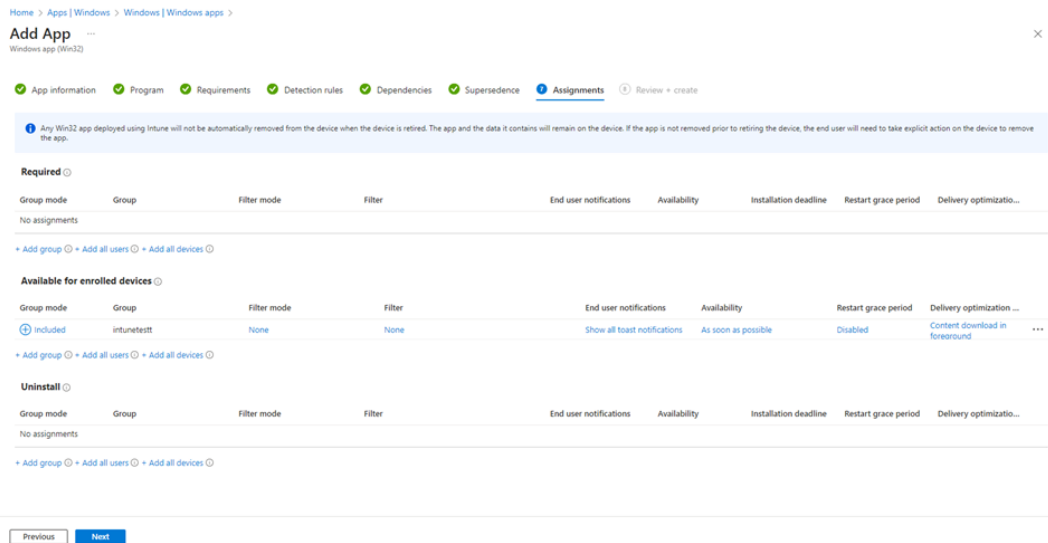 Home > Apps | Windows > Windows | Windows apps >
Add App ...
Windows app (Win32)
App information Program Requirements Detection rules Dependencies Supersedence 7 Assignments 8 Review + create
Any Win32 app deployed using Intune will not be automatically removed from the device when the device is retired. The app and the data it contains will remain on the device. If the app is not removed prior to retiring the device, the end user will need to take explicit action on the device to remove
the app.
Required
Group mode Group Filter mode Filter End user notifications Availability Installation deadline Restart grace period Delivery optimizatio...
No assignments
+ Add group + Add all users + Add all devices
Available for enrolled devices
Group mode Group Filter mode Filter End user notifications Availability Restart grace period Delivery optimization ...
Included intunetestt None None Show all toast notifications As soon as possible Disabled Content download in
foreground ...
+ Add group + Add all users + Add all devices
Uninstall
Group mode Group Filter mode Filter End user notifications Availability Installation deadline Restart grace period Delivery optimizatio...
No assignments
+ Add group + Add all users + Add all devices
Previous Next